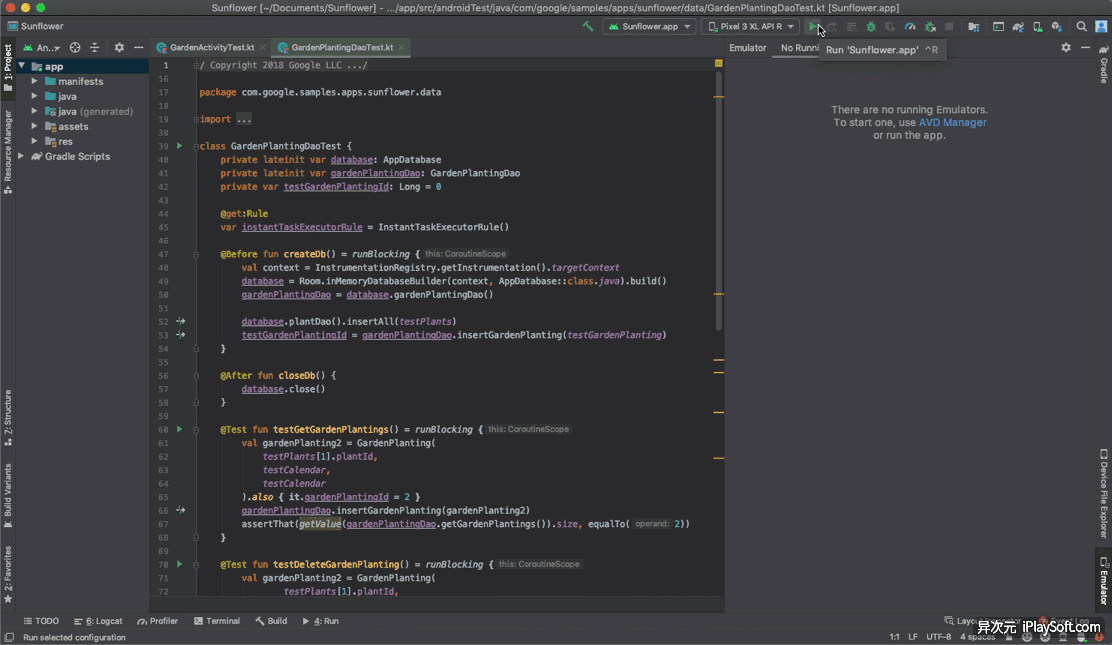 Sunflower [~/Documents/Sunflower] - .../app/src/androidTest/java/com/google/samples/apps/sunflower/data/GardenPlantingDaoTest.kt [Sunflower.app]
Sunflower
Sunflower.app
Pixel 3 XL API R
1: Project
An..
GardenActivityTest.kt
GardenPlantingDaoTest.kt
Emulator
No Runni
Run 'Sunflower.app' ^R
Gradle
app
manifests
java
java (generated)
assets
res
Gradle Scripts
Resource Manager
1 / Copyright 2018 Google LLC .../
16
17 package com.google.samples.apps.sunflower.data
18
19 import ...
38
39 class GardenPlantingDaoTest {
40 private lateinit var database: AppDatabase
41 private lateinit var gardenPlantingDao: GardenPlantingDao
42 private var testGardenPlantingId: Long = 0
43
44 @get:Rule
45 var instantTaskExecutorRule = InstantTaskExecutorRule()
46
47 @Before fun createDb() = runBlocking { this: CoroutineScope
48 val context = InstrumentationRegistry.getInstrumentation().targetContext
49 database = Room.inMemoryDatabaseBuilder(context, AppDatabase::class.java).build()
50 gardenPlantingDao = database.gardenPlantingDao()
51
52 database.plantDao().insertAll(testPlants)
53 testGardenPlantingId = gardenPlantingDao.insertGardenPlanting(testGardenPlanting)
54 }
55
56 @After fun closeDb() {
57 database.close()
58 }
59
60 @Test fun testGetGardenPlantings() = runBlocking { this: CoroutineScope
61 val gardenPlanting2 = GardenPlanting(
62 testPlants[1].plantId,
63 testCalendar,
64 testCalendar
65 ).also { it.gardenPlantingId = 2 }
66 gardenPlantingDao.insertGardenPlanting(gardenPlanting2)
67 assertThat(getValue(gardenPlantingDao.getGardenPlantings()).size, equalTo( operand: 2))
68 }
69
70 @Test fun testDeleteGardenPlanting() = runBlocking { this: CoroutineScope
71 val gardenPlanting2 = GardenPlanting(
72 testPlants[1].plantId,
There are no running Emulators.
To start one, use AVD Manager
or run the app.
Z: Structure
Build Variants
2: Favorites
Device File Explorer
Emulator
TODO
6: Logcat
Profiler
Terminal
Build
4: Run
异次元 iPlaySoft.com
Run selected configuration
1:1 LF UTF-8 4 spaces